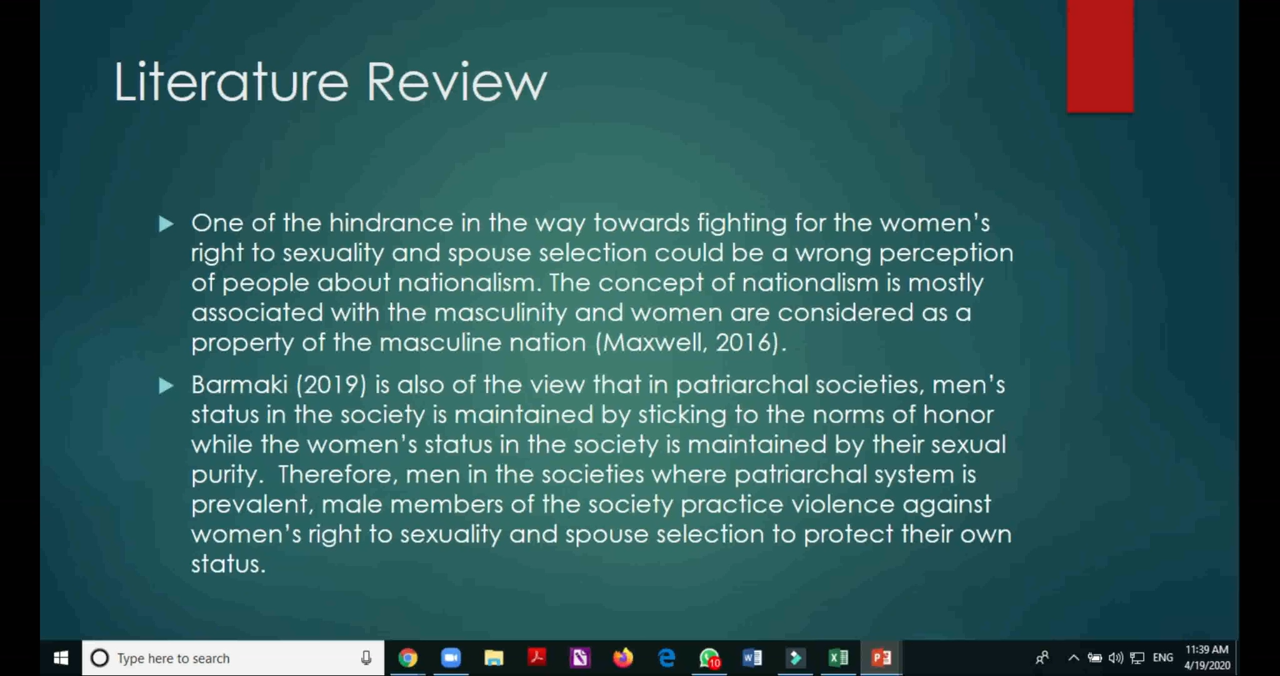 Literature Review
One of the hindrance in the way towards fighting for the women's
right to sexuality and spouse selection could be a wrong perception
of people about nationalism. The concept of nationalism is mostly
associated with the masculinity and women are considered as a
property of the masculine nation (Maxwell, 2016).
Barmaki (2019) is also of the view that in patriarchal societies, men's
status in the society is maintained by sticking to the norms of honor
while the women's status in the society is maintained by their sexual
purity. Therefore, men in the societies where patriarchal system is
prevalent, male members of the society practice violence against
women's right to sexuality and spouse selection to protect their own
status.
Type here to search
10
ENG
11:39 AM
4/19/2020